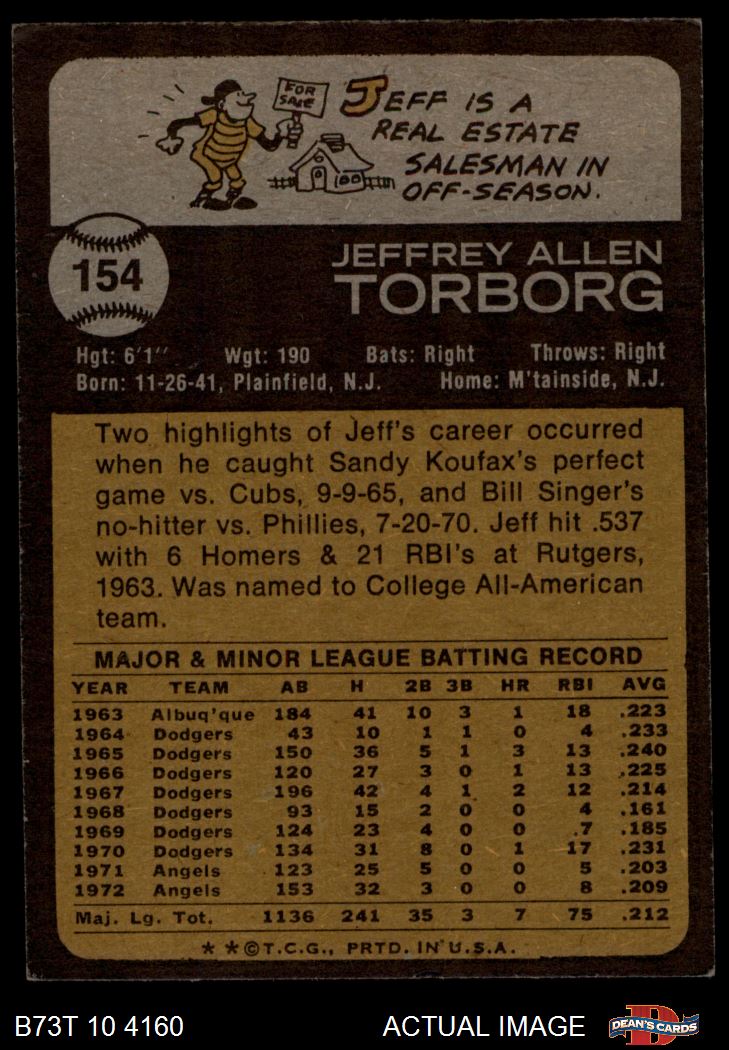 FOR SALE
JEFF IS A
REAL ESTATE
SALESMAN IN
OFF-SEASON.
154
JEFFREY ALLEN
TORBORG
Hgt: 6'1" Wgt: 190 Bats: Right Throws: Right
Born: 11-26-41, Plainfield, N.J. Home: M'tainside, N.J.
Two highlights of Jeff's career occurred
when he caught Sandy Koufax's perfect
game vs. Cubs, 9-9-65, and Bill Singer's
no-hitter vs. Phillies, 7-20-70. Jeff hit .537
with 6 Homers & 21 RBI's at Rutgers,
1963. Was named to College All-American
team.
MAJOR & MINOR LEAGUE BATTING RECORD
YEAR TEAM AB H 2B 3B HR RBI AVG
1963 Albuq'que 184 41 10 3 1 18 .223
1964 Dodgers 43 10 1 1 0 4 .233
1965 Dodgers 150 36 5 1 3 13 .240
1966 Dodgers 120 27 3 0 1 13 .225
1967 Dodgers 196 42 4 1 2 12 .214
1968 Dodgers 93 15 2 0 0 4 .161
1969 Dodgers 124 23 4 0 0 7 .185
1970 Dodgers 134 31 8 0 1 17 .231
1971 Angels 123 25 5 0 0 5 .203
1972 Angels 153 32 3 0 0 8 .209
Maj. Lg. Tot. 1136 241 35 3 7 75 .212
* * © T.C.G., PRTD. IN U.S.A.
B73T 10 4160 ACTUAL IMAGE D DEAN'S CARDS